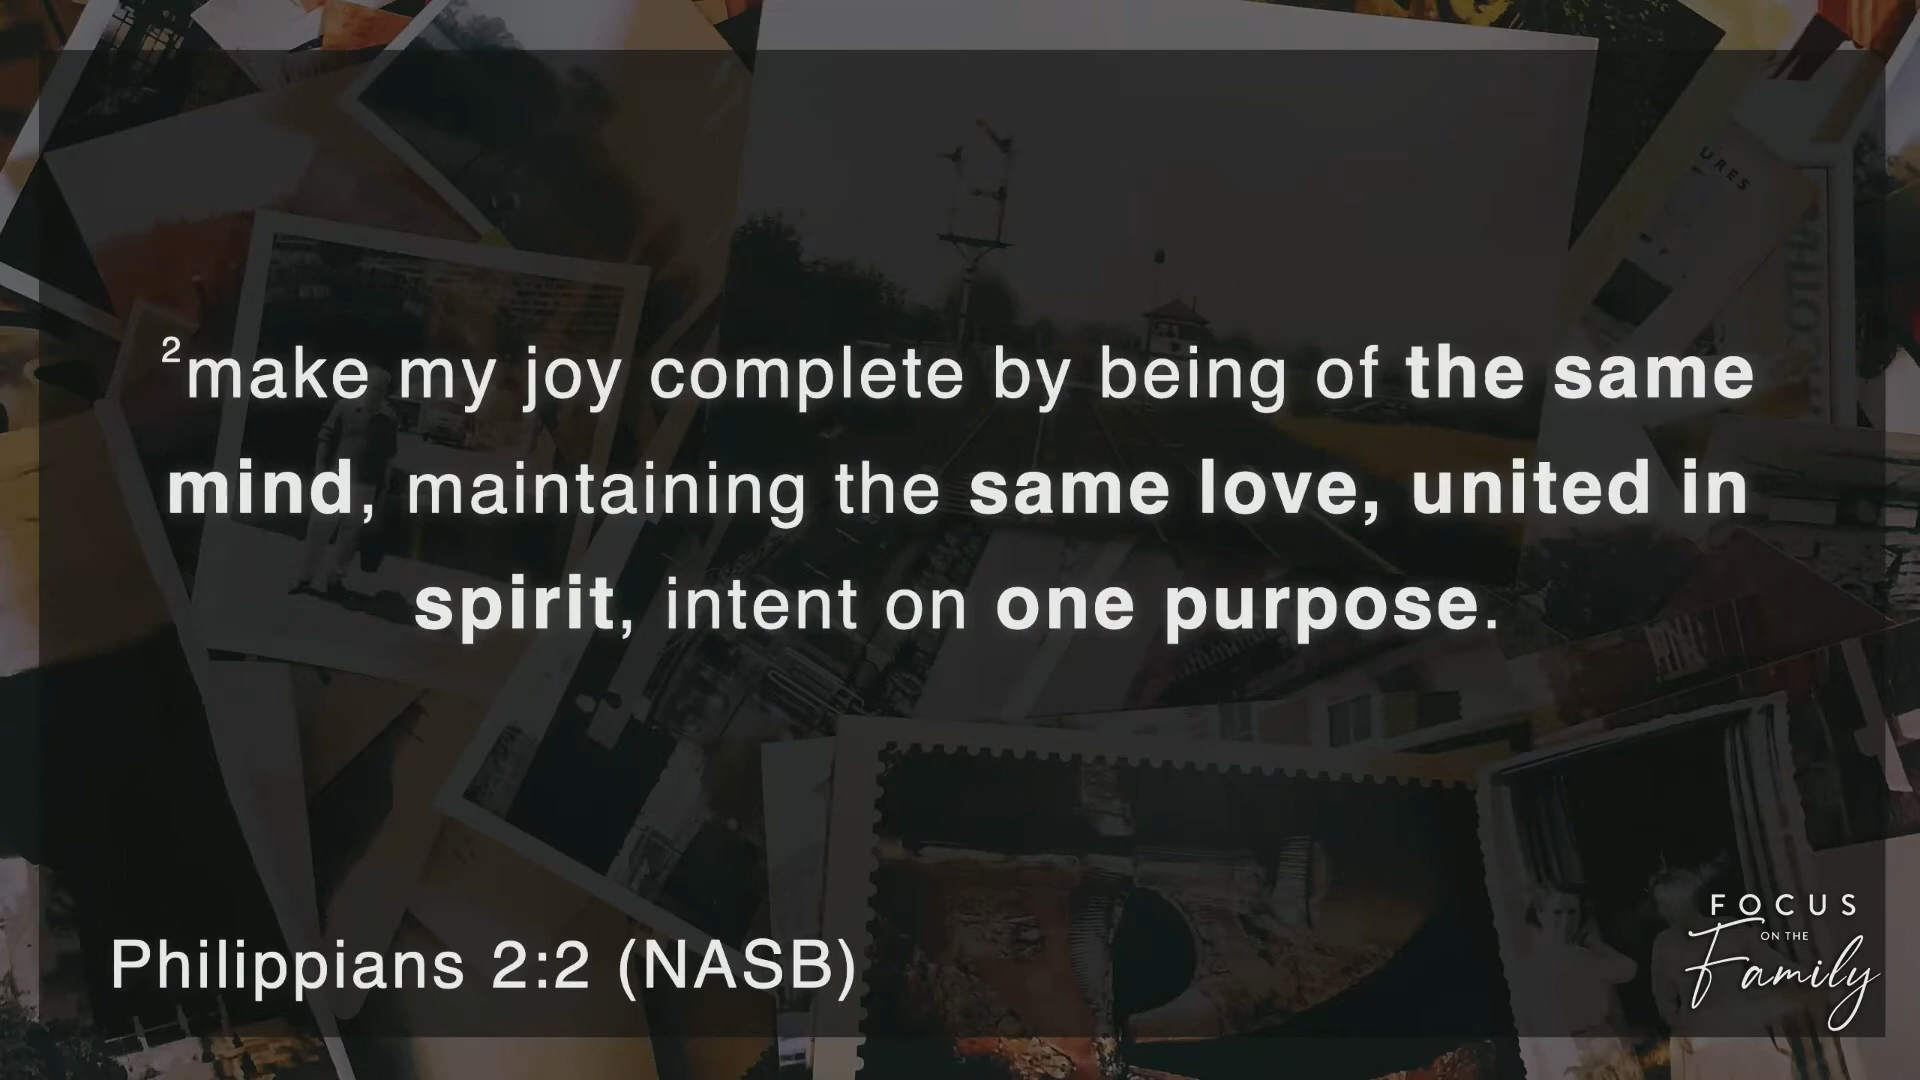 ²make my joy complete by being of the same
mind, maintaining the same love, united in
spirit, intent on one purpose.
Philippians 2:2 (NASB)
FOCUS
ON THE
Family
URES